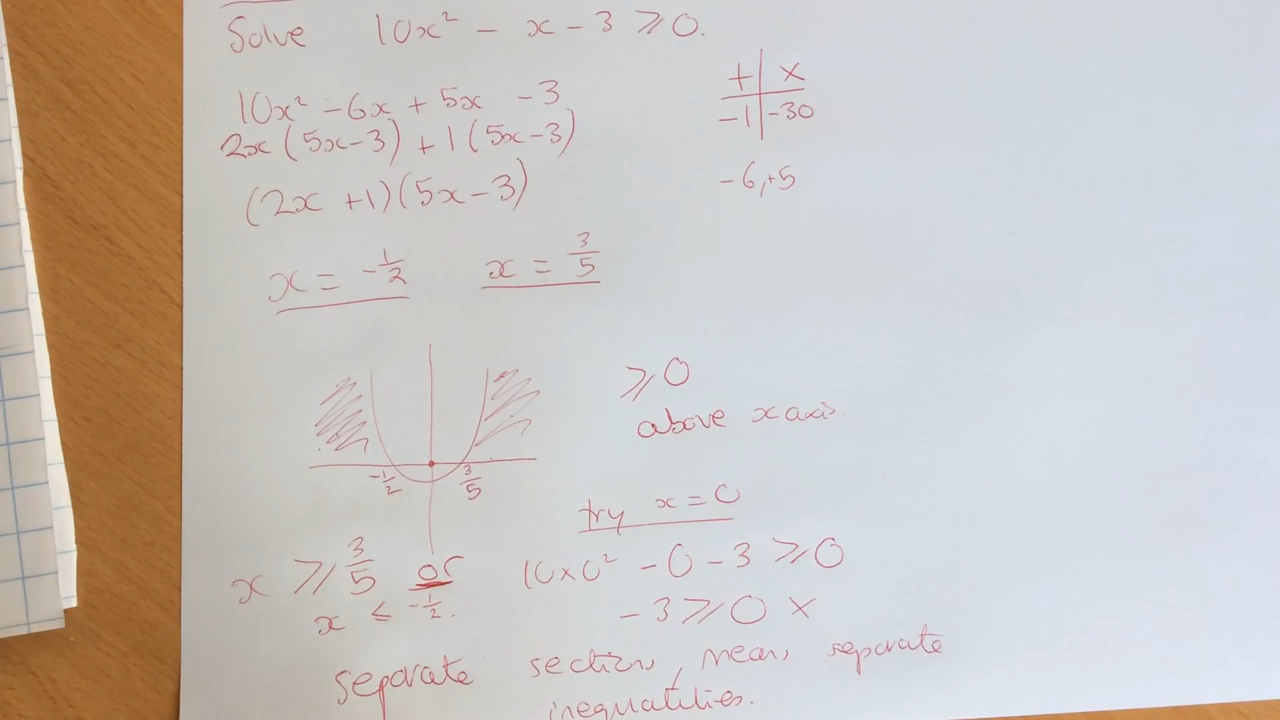 Solve 10x² - x - 3 ⩾ 0.
+ | x
-1 | -30
-6, +5
10x² - 6x + 5x - 3
2x(5x-3) + 1(5x-3)
(2x +1)(5x-3)
x = -1/2 x = 3/5
⩾ 0
above x axis.
-1/2 3/5
try x = 0
10x0² - 0 - 3 ⩾ 0
-3 ⩾ 0 ×
x ⩾ 3/5 or
x ≤ -1/2.
separate sections, means separate
inequalities.